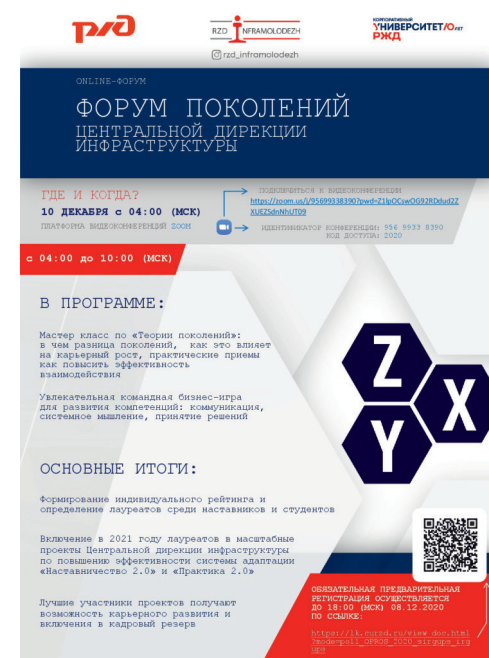 РЖД
RZD INFRAMOLODEZH
rzd_inframolodezh
КОРПОРАТИВНЫЙ
УНИВЕРСИТЕТ/10лет
РЖД
ONLINE-ФОРУМ
ФОРУМ ПОКОЛЕНИЙ
ЦЕНТРАЛЬНОЙ ДИРЕКЦИИ
ИНФРАСТРУКТУРЫ
ГДЕ И КОГДА?
10 ДЕКАБРЯ с 04:00 (МСК)
ПЛАТФОРМА ВИДЕОКОНФЕРЕНЦИЙ ZOOM
ПОДКЛЮЧИТЬСЯ К ВИДЕОКОНФЕРЕНЦИИ
ИДЕНТИФИКАТОР КОНФЕРЕНЦИИ: 956 9933 8390
КОД ДОСТУПА: 2020
с 04:00 до 10:00 (МСК)
В ПРОГРАММЕ:
Мастер класс по «Теории поколений»:
в чем разница поколений, как это влияет
на карьерный рост, практические приемы
как повысить эффективность
взаимодействия
Увлекательная командная бизнес-игра
для развития компетенций: коммуникация,
системное мышление, принятие решений
Z
X
Y
ОСНОВНЫЕ ИТОГИ:
Формирование индивидуального рейтинга и
определение лауреатов среди наставников и студентов
Включение в 2021 году лауреатов в масштабные
проекты Центральной дирекции инфраструктуры
по повышению эффективности системы адаптации
«Наставничество 2.0» и «Практика 2.0»
Лучшие участники проектов получают
возможность карьерного развития и
включения в кадровый резерв
ОБЯЗАТЕЛЬНАЯ ПРЕДВАРИТЕЛЬНАЯ
РЕГИСТРАЦИЯ ОСУЩЕСТВЛЯЕТСЯ
ДО 18:00 (МСК) 08.12.2020
ПО ССЫЛКЕ: